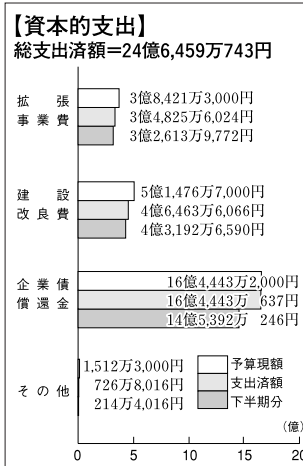 【資本的支出】
総支出済額＝24億6,459万743円
拡張事業費
3億8,421万3,000円
3億4,825万6,024円
3億2,613万9,772円
建設改良費
5億1,476万7,000円
4億6,463万6,066円
4億3,192万6,590円
企業債償還金
16億4,443万2,000円
16億4,443万 637円
14億5,392万 246円
その他
1,512万3,000円
726万8,016円
214万4,016円
予算現額
支出済額
下半期分
(億)
0 5 10 15 20